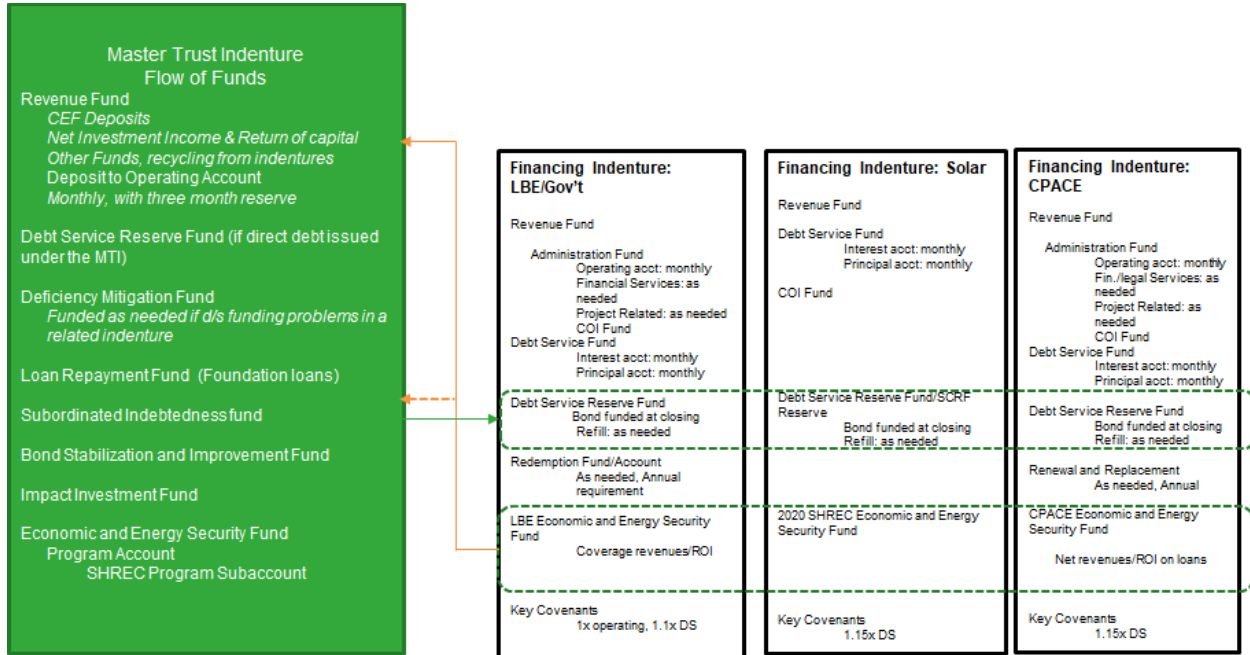 Master Trust Indenture
Flow of Funds
Revenue Fund
CEF Deposits
Net Investment Income & Return of capital
Other Funds, recycling from indentures
Deposit to Operating Account
Monthly, with three month reserve
Debt Service Reserve Fund (if direct debt issued
under the MTI)
Deficiency Mitigation Fund
Funded as needed if d/s funding problems in a
related indenture
Loan Repayment Fund (Foundation loans)
Subordinated Indebtedness fund
Bond Stabilization and Improvement Fund
Impact Investment Fund
Economic and Energy Security Fund
Program Account
SHREC Program Subaccount
Financing Indenture:
LBE/Gov't
Revenue Fund
Administration Fund
Operating acct: monthly
Financial Services: as
needed
Project Related: as needed
COI Fund
Debt Service Fund
Interest acct: monthly
Principal acct: monthly
Debt Service Reserve Fund
Bond funded at closing
Refill: as needed
Redemption Fund/Account
As needed, Annual
requirement
LBE Economic and Energy Security
Fund
Coverage revenues/ROI
Key Covenants
1x operating, 1.1x DS
Financing Indenture: Solar
Revenue Fund
Debt Service Fund
Interest acct: monthly
Principal acct: monthly
COI Fund
Debt Service Reserve Fund/SCRF
Reserve
Bond funded at closing
Refill: as needed
2020 SHREC Economic and Energy
Security Fund
Key Covenants
1.15x DS
Financing Indenture:
CPACE
Revenue Fund
Administration Fund
Operating acct: monthly
Fin./legal Services: as
needed
Project Related: as
needed
COI Fund
Debt Service Fund
Interest acct: monthly
Principal acct: monthly
Debt Service Reserve Fund
Bond funded at closing
Refill: as needed
Renewal and Replacement
As needed, Annual
CPACE Economic and Energy
Security Fund
Net revenues/ROI on loans
Key Covenants
1.15x DS